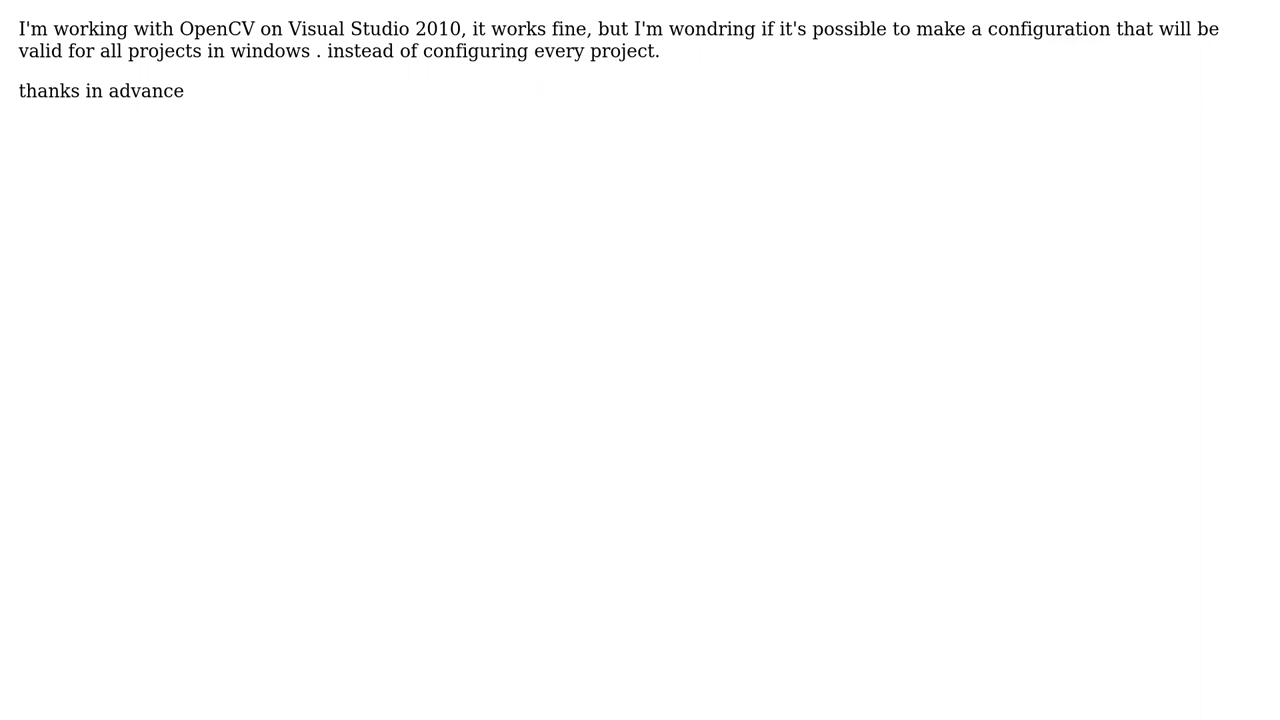 I'm working with OpenCV on Visual Studio 2010, it works fine, but I'm wondring if it's possible to make a configuration that will be
valid for all projects in windows . instead of configuring every project.
thanks in advance